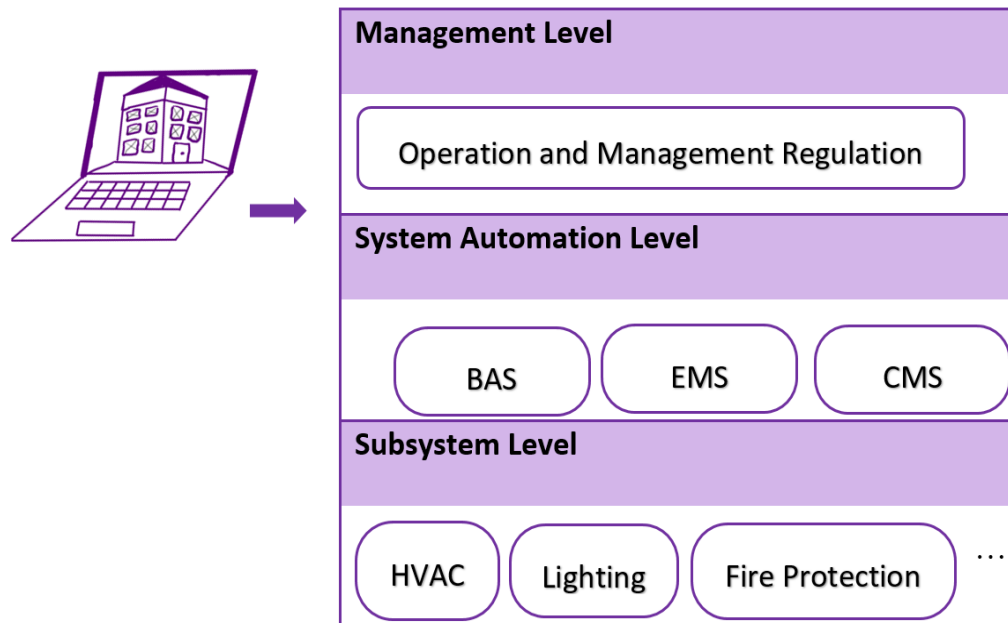 Management Level
Operation and Management Regulation
System Automation Level
BAS
EMS
CMS
Subsystem Level
HVAC
Lighting
Fire Protection
...